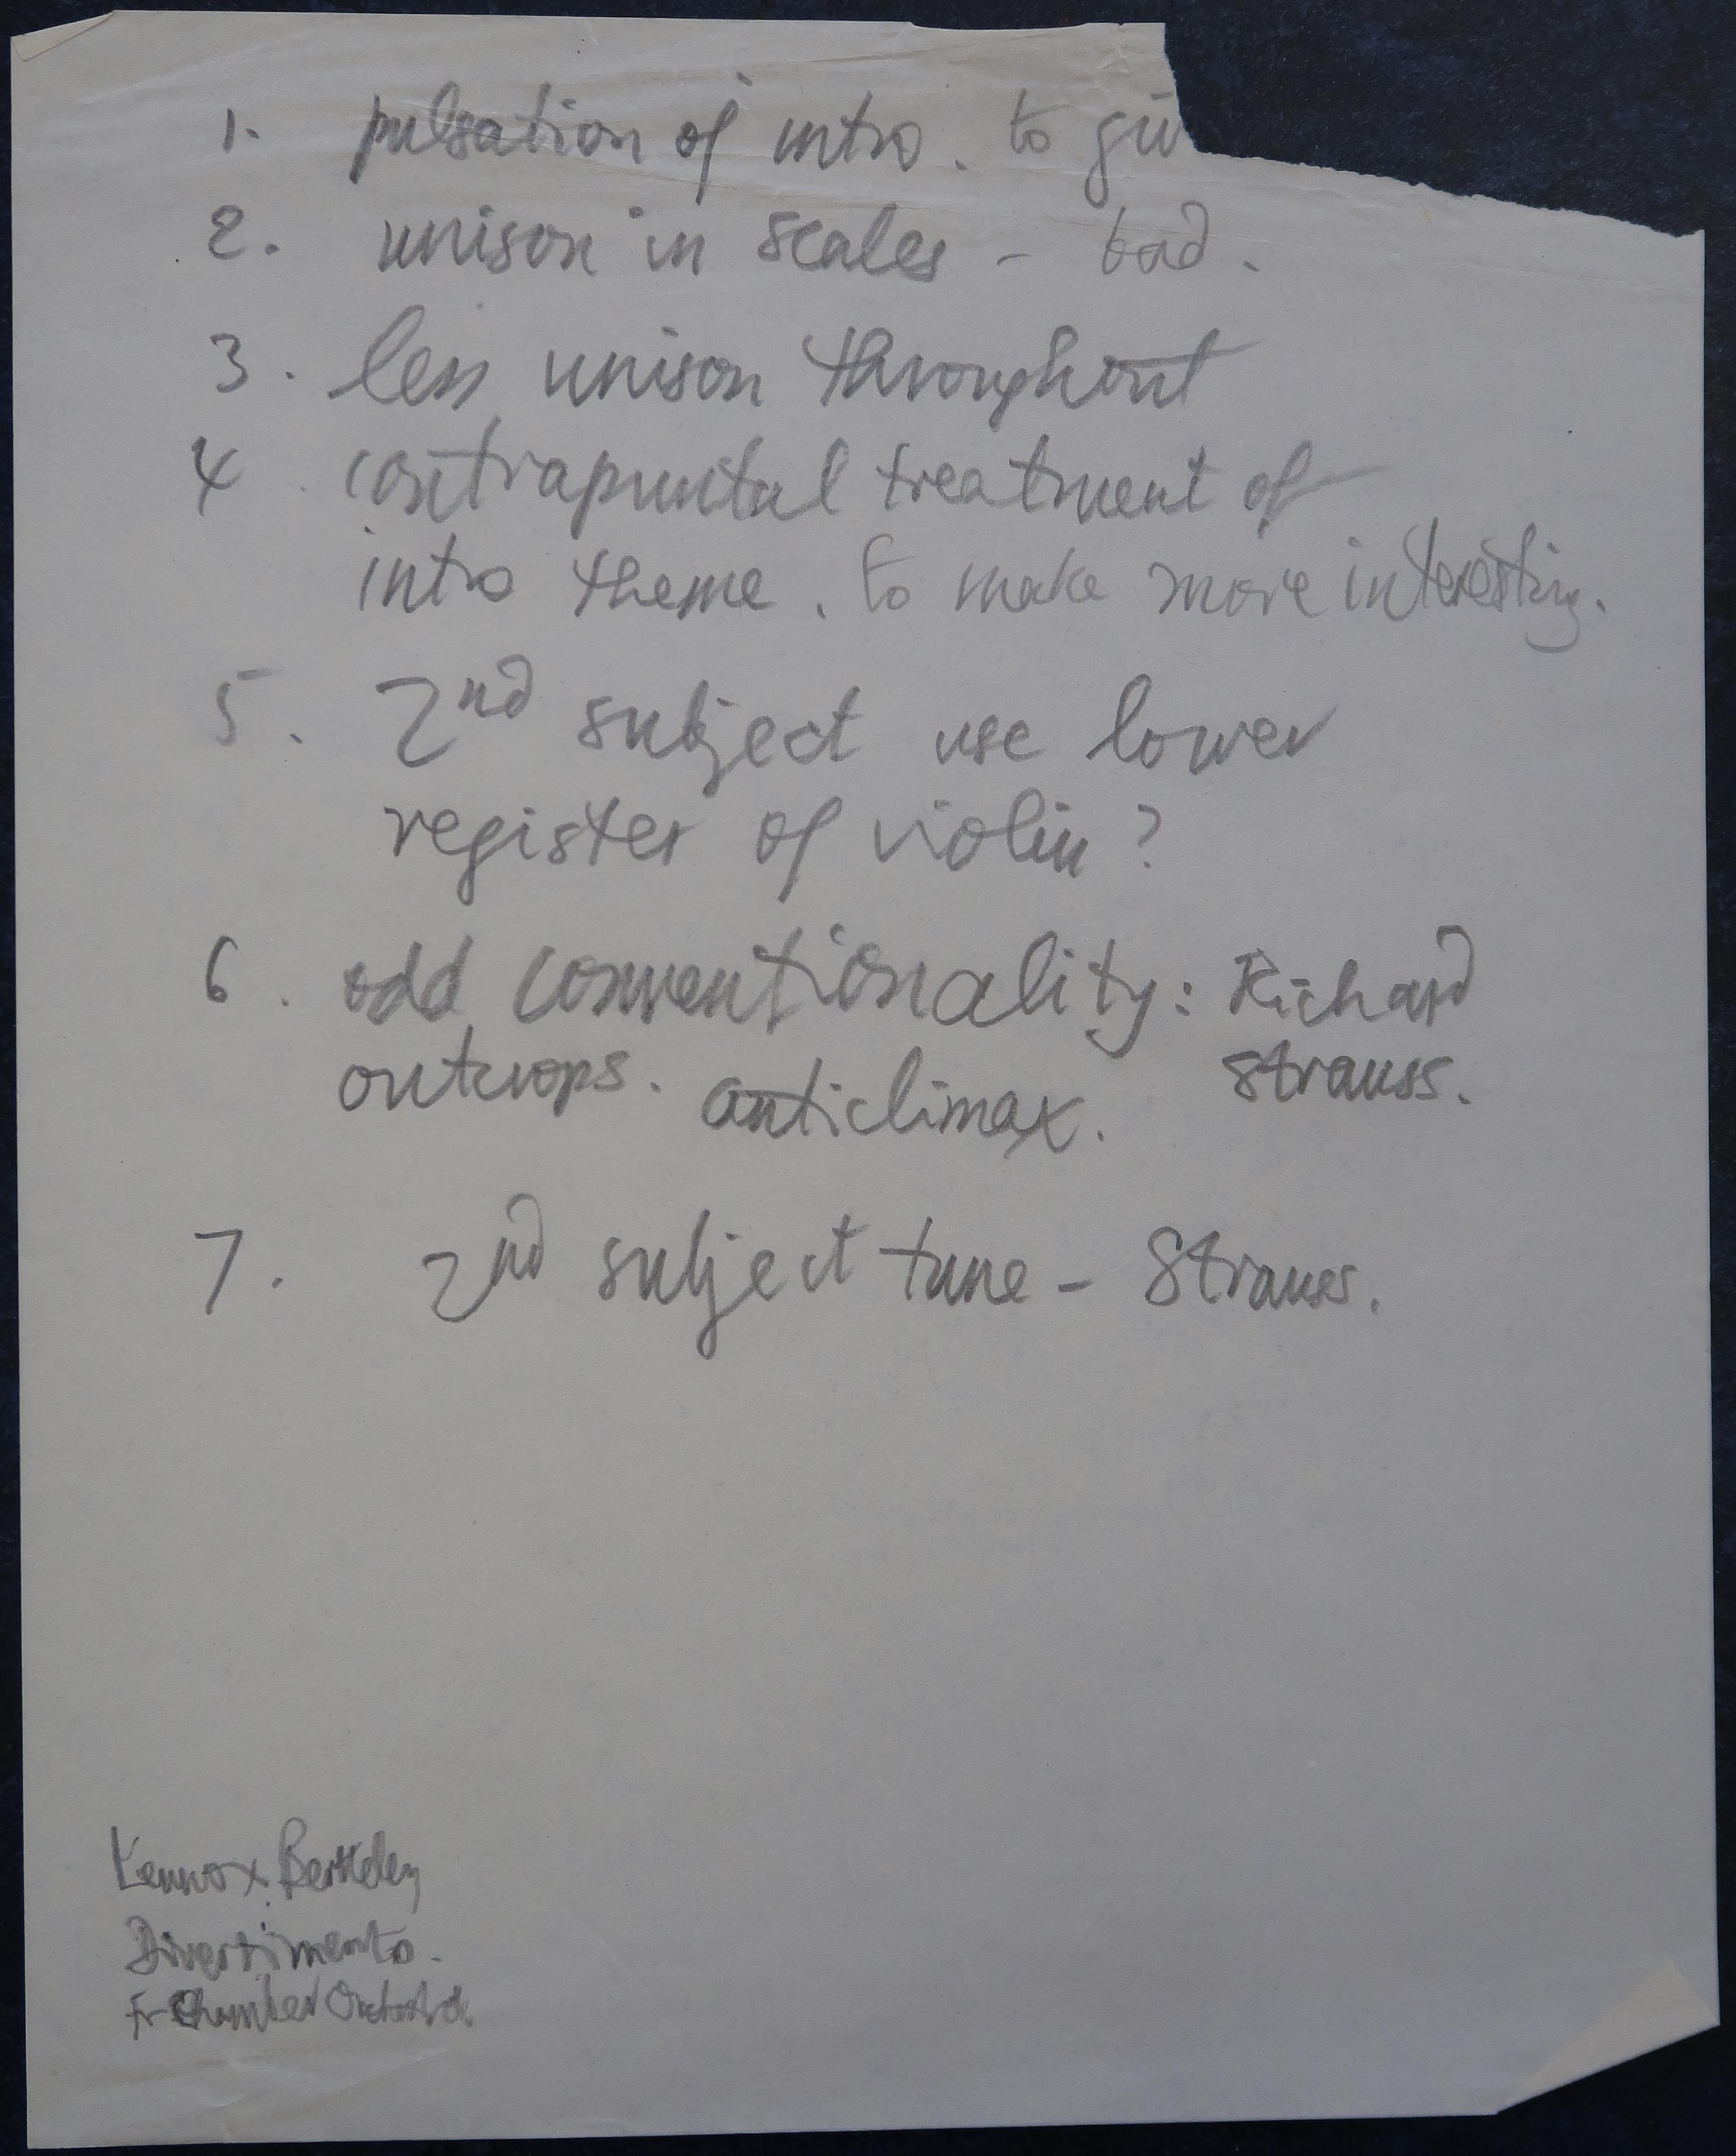 1. pulsation of intro. to giv
2. unison in scales - bad.
3. less unison throughout
4. contrapuntal treatment of
intro theme. to make more interesting.
5. 2nd subject use lower
register of violin?
6. odd conventionality: Richard
outcrops. anticlimax. Strauss.
7. 2nd subject tune - Strauss.
Lennox Berkeley
Divertimento.
Fr Chamber Orchestra